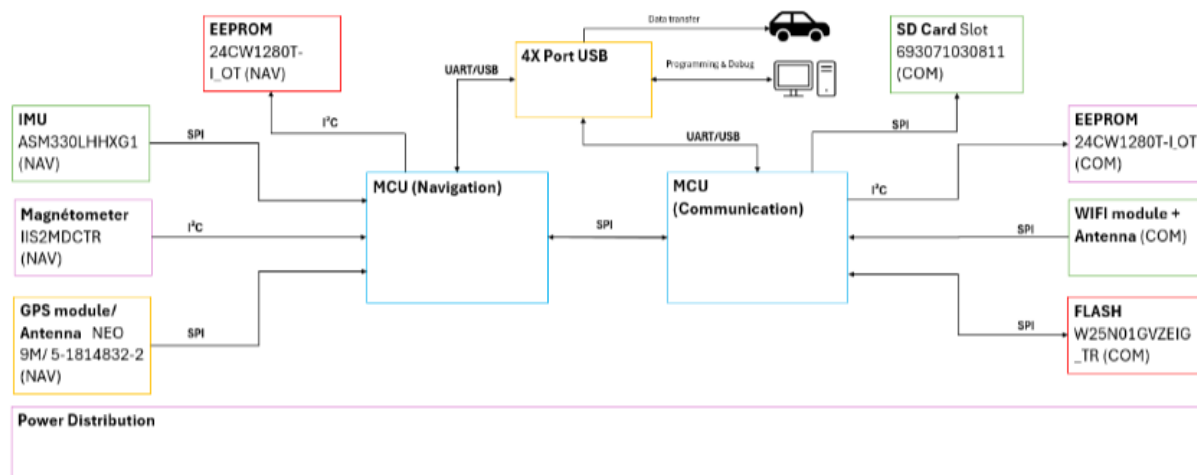 EEPROM
24CW1280T-
I_OT (NAV)
4X Port USB
Data transfer
Programming & Debug
SD Card Slot
693071030811
(COM)
UART/USB
UART/USB
IMU
ASM330LHHXG1
(NAV)
SPI
I²C
SPI
EEPROM
24CW1280T-I_OT
(COM)
I²C
MCU (Navigation)
MCU
(Communication)
SPI
Magnétometer
IIS2MDCTR
(NAV)
I²C
WIFI module +
Antenna (COM)
SPI
GPS module/
Antenna NEO
9M/ 5-1814832-2
(NAV)
SPI
FLASH
W25N01GVZEIG
_TR (COM)
SPI
Power Distribution